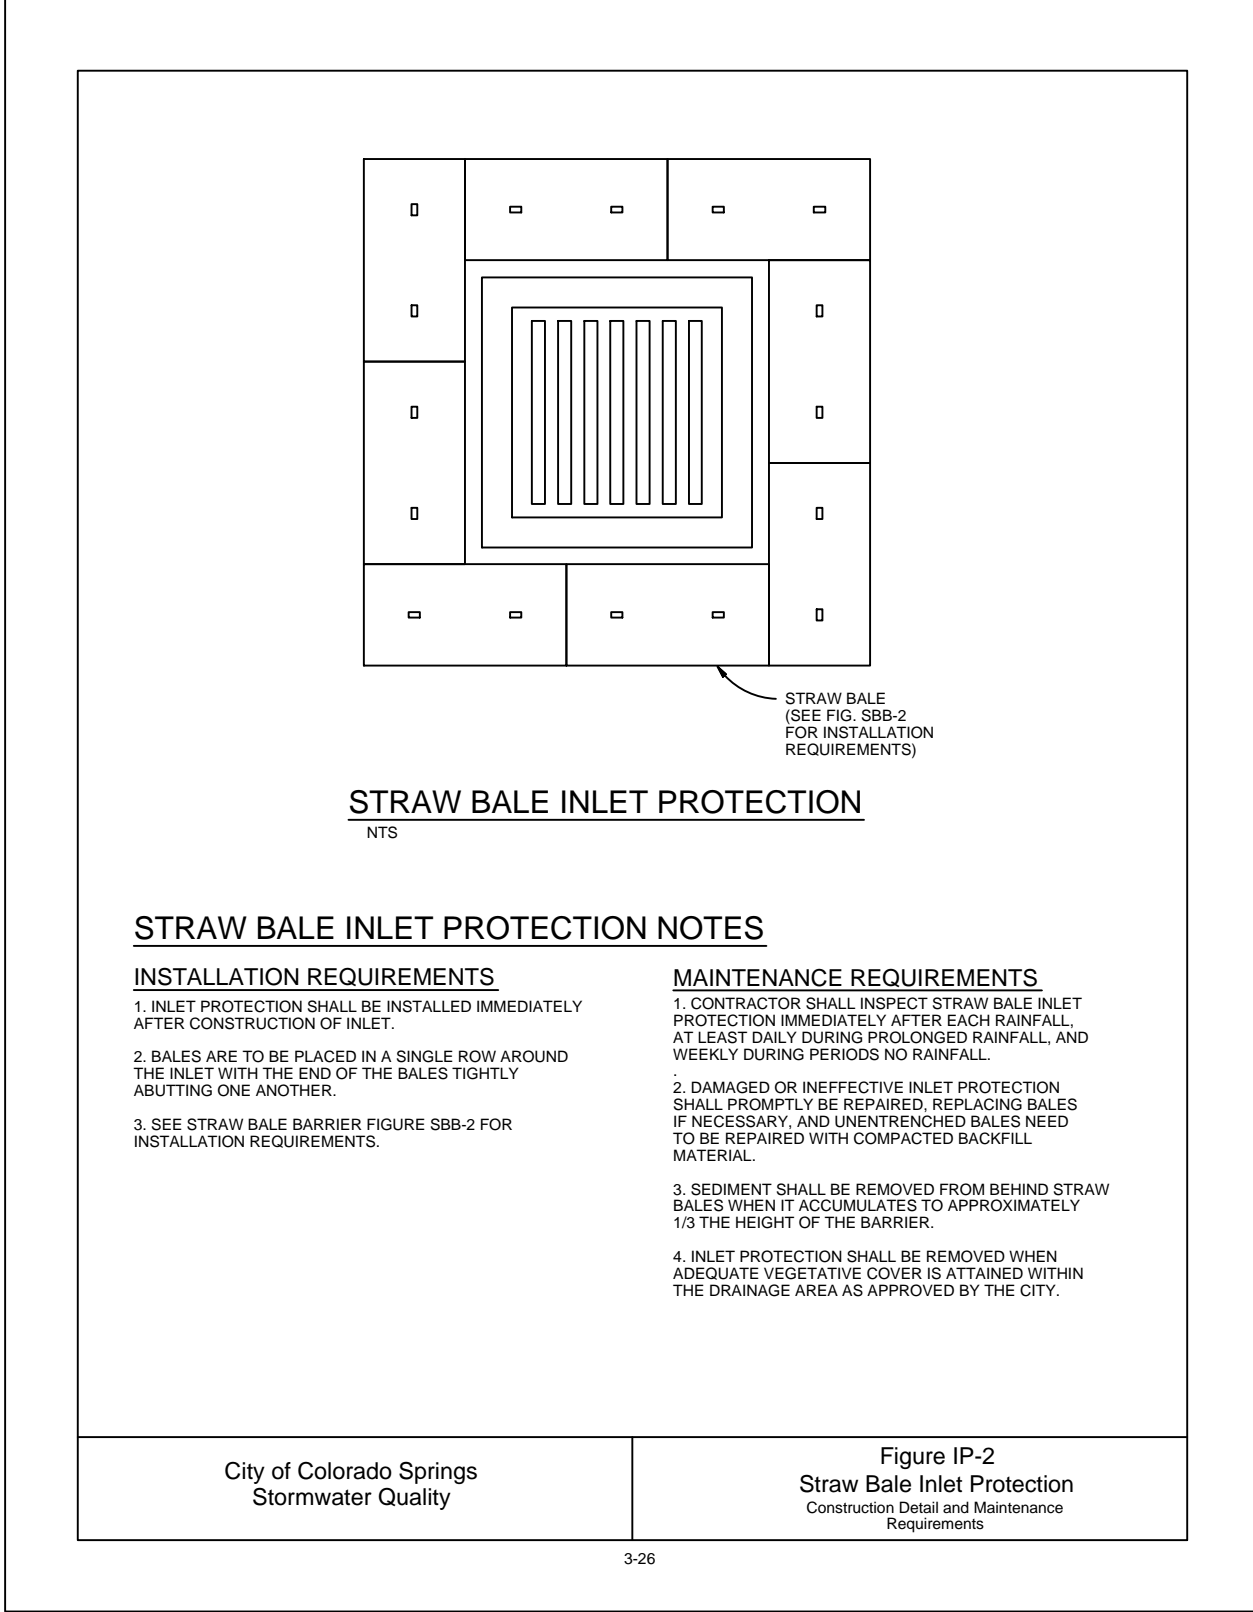 STRAW BALE
(SEE FIG. SBB-2
FOR INSTALLATION
REQUIREMENTS)
STRAW BALE INLET PROTECTION
NTS
STRAW BALE INLET PROTECTION NOTES
INSTALLATION REQUIREMENTS
1. INLET PROTECTION SHALL BE INSTALLED IMMEDIATELY
AFTER CONSTRUCTION OF INLET.
2. BALES ARE TO BE PLACED IN A SINGLE ROW AROUND
THE INLET WITH THE END OF THE BALES TIGHTLY
ABUTTING ONE ANOTHER.
3. SEE STRAW BALE BARRIER FIGURE SBB-2 FOR
INSTALLATION REQUIREMENTS.
MAINTENANCE REQUIREMENTS
1. CONTRACTOR SHALL INSPECT STRAW BALE INLET
PROTECTION IMMEDIATELY AFTER EACH RAINFALL,
AT LEAST DAILY DURING PROLONGED RAINFALL, AND
WEEKLY DURING PERIODS NO RAINFALL.
.
2. DAMAGED OR INEFFECTIVE INLET PROTECTION
SHALL PROMPTLY BE REPAIRED, REPLACING BALES
IF NECESSARY, AND UNENTRENCHED BALES NEED
TO BE REPAIRED WITH COMPACTED BACKFILL
MATERIAL.
3. SEDIMENT SHALL BE REMOVED FROM BEHIND STRAW
BALES WHEN IT ACCUMULATES TO APPROXIMATELY
1/3 THE HEIGHT OF THE BARRIER.
4. INLET PROTECTION SHALL BE REMOVED WHEN
ADEQUATE VEGETATIVE COVER IS ATTAINED WITHIN
THE DRAINAGE AREA AS APPROVED BY THE CITY.
City of Colorado Springs
Stormwater Quality
Figure IP-2
Straw Bale Inlet Protection
Construction Detail and Maintenance
Requirements
3-26